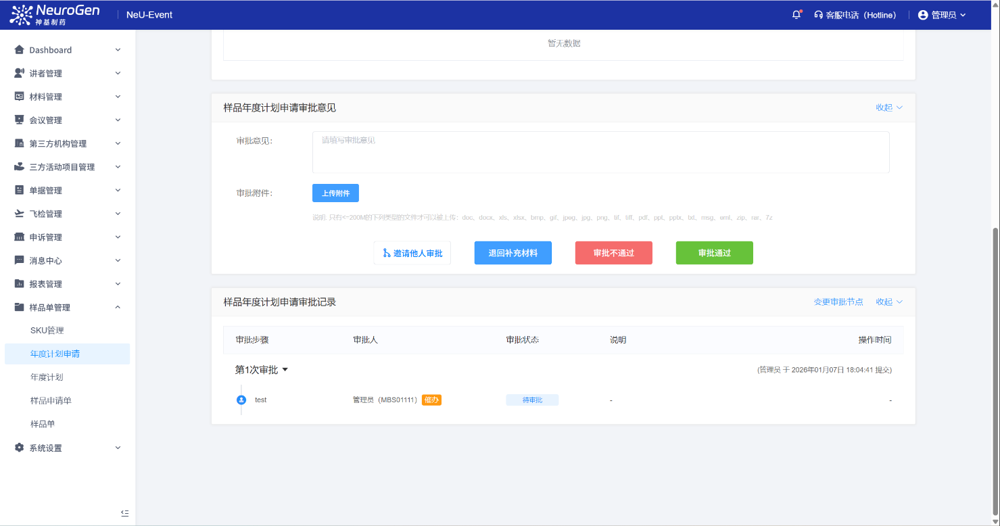 NeuroGen
神基制药
NeU-Event
客服电话（Hotline）
管理员
Dashboard
讲者管理
材料管理
会议管理
第三方机构管理
三方活动项目管理
单据管理
飞检管理
申诉管理
消息中心
报表管理
样品单管理
SKU管理
年度计划申请
年度计划
样品申请单
样品单
系统设置
暂无数据
样品年度计划申请审批意见
收起
审批意见：
请填写审批意见
审批附件：
上传附件
说明: 只有<=200M的下列类型的文件才可以被上传：doc、docx、xls、xlsx、bmp、gif、jpeg、jpg、png、tif、tiff、pdf、ppt、pptx、txt、msg、eml、zip、rar、7z
邀请他人审批
退回补充材料
审批不通过
审批通过
样品年度计划申请审批记录
变更审批节点
收起
审批步骤 审批人 审批状态 说明 操作时间
第1次审批
(管理员 于 2026年01月07日 18:04:41 提交)
test 管理员（MBS01111） 催办 待审批 - -